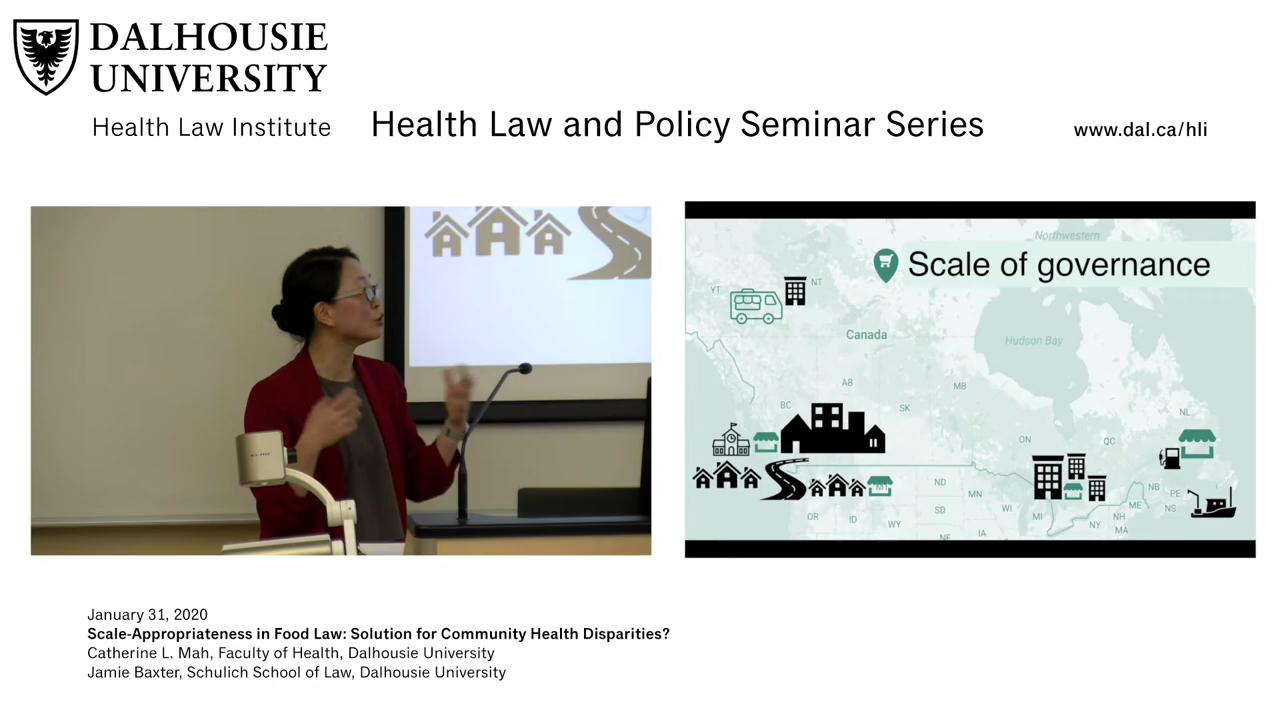 DALHOUSIE
UNIVERSITY
Health Law Institute
Health Law and Policy Seminar Series
www.dal.ca/hli
Northwestern
Scale of governance
YT
NT
Canada
Hudson Bay
AB
MB
BC
SK
NL
ON
QC
ND
MN
NB
PE
OR
ID
SD
WY
WI
MI
ME
NS
NH
NY
MA
NE
IA
January 31, 2020
Scale-Appropriateness in Food Law: Solution for Community Health Disparities?
Catherine L. Mah, Faculty of Health, Dalhousie University
Jamie Baxter, Schulich School of Law, Dalhousie University